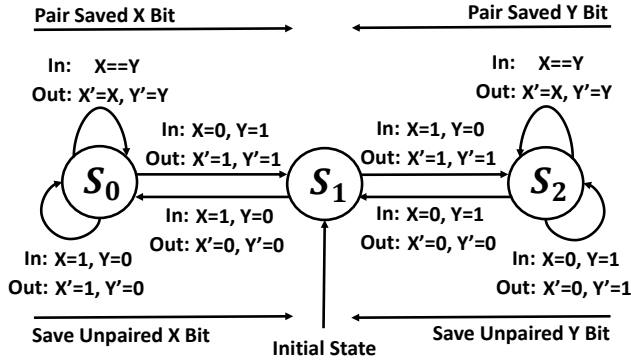 Pair Saved X Bit
Pair Saved Y Bit
In: X==Y
Out: X'=X, Y'=Y
In: X==Y
Out: X'=X, Y'=Y
In: X=0, Y=1
Out: X'=1, Y'=1
In: X=1, Y=0
Out: X'=1, Y'=1
S0
S1
S2
In: X=1, Y=0
Out: X'=0, Y'=0
In: X=0, Y=1
Out: X'=0, Y'=0
In: X=1, Y=0
Out: X'=1, Y'=0
In: X=0, Y=1
Out: X'=0, Y'=1
Save Unpaired X Bit
Initial State
Save Unpaired Y Bit